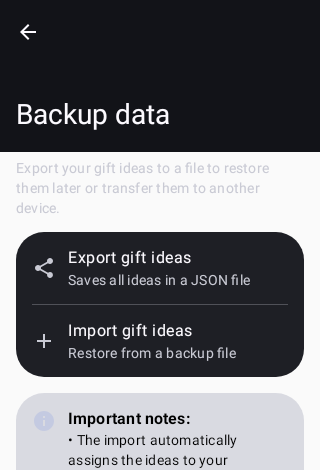 Backup data
Export your gift ideas to a file to restore
them later or transfer them to another
device.
Export gift ideas
Saves all ideas in a JSON file
Import gift ideas
Restore from a backup file
Important notes:
• The import automatically
assigns the ideas to your